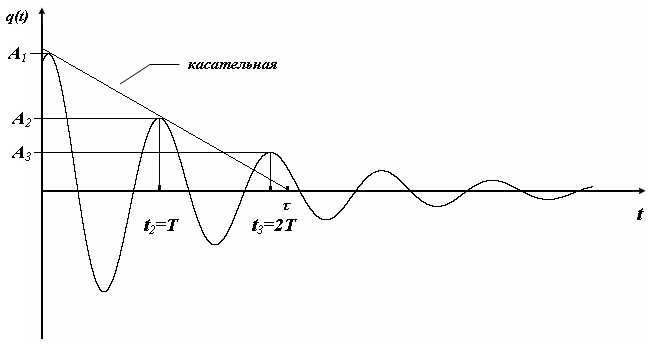 q(t)
A1
касательная
A2
A3
τ
t2=T
t3=2T
t